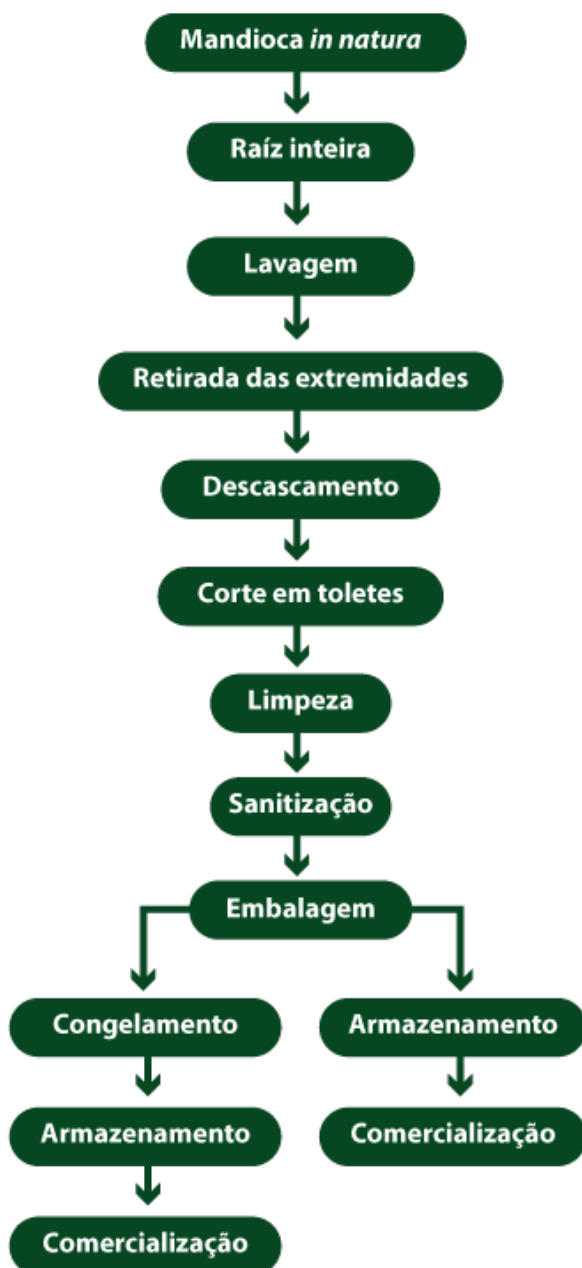 Mandioca in natura
Raíz inteira
Lavagem
Retirada das extremidades
Descascamento
Corte em toletes
Limpeza
Sanitização
Embalagem
Congelamento
Armazenamento
Armazenamento
Comercialização
Comercialização